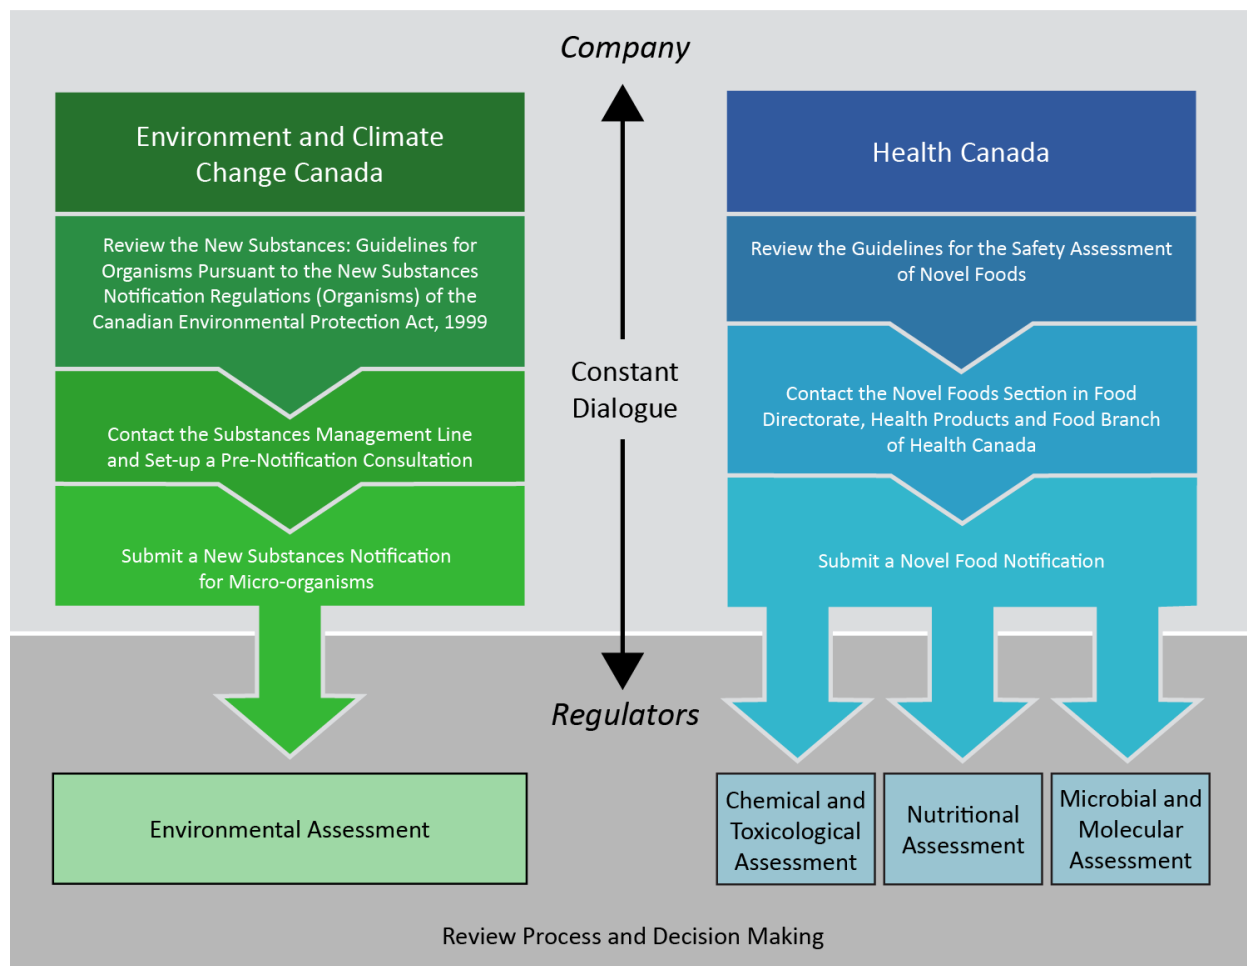 Company
Environment and Climate
Change Canada
Review the New Substances: Guidelines for
Organisms Pursuant to the New Substances
Notification Regulations (Organisms) of the
Canadian Environmental Protection Act, 1999
Contact the Substances Management Line
and Set-up a Pre-Notification Consultation
Submit a New Substances Notification
for Micro-organisms
Constant
Dialogue
Health Canada
Review the Guidelines for the Safety Assessment
of Novel Foods
Contact the Novel Foods Section in Food
Directorate, Health Products and Food Branch
of Health Canada
Submit a Novel Food Notification
Regulators
Environmental Assessment
Chemical and
Toxicological
Assessment
Nutritional
Assessment
Microbial and
Molecular
Assessment
Review Process and Decision Making